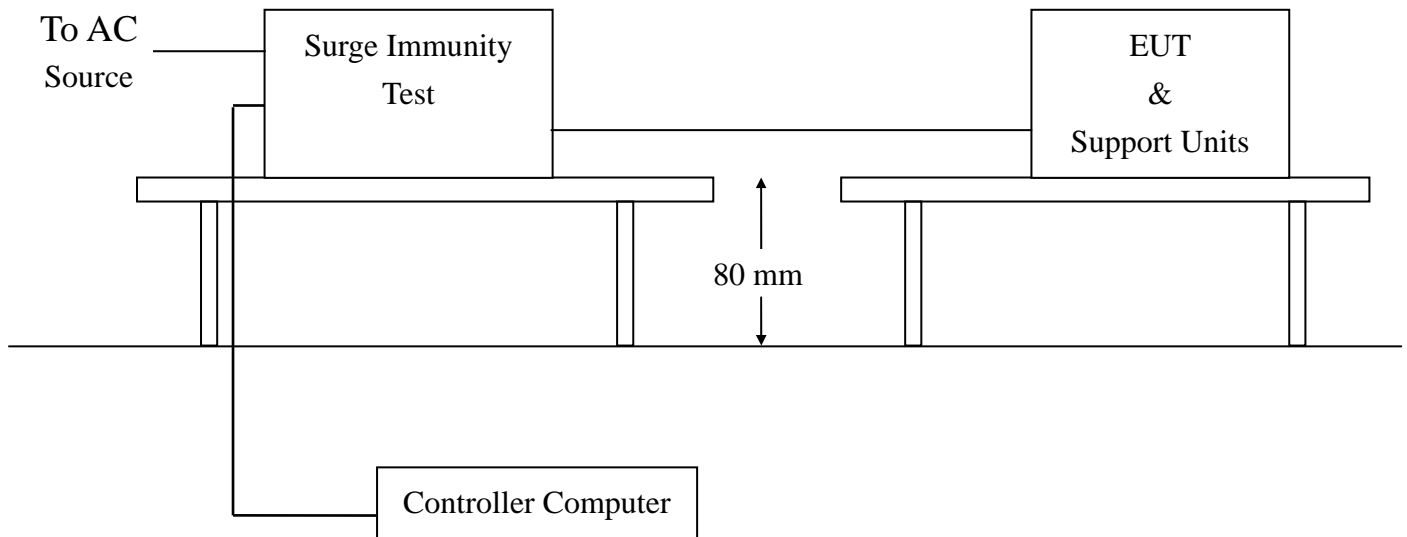 To AC
Source
Surge Immunity
Test
EUT
&
Support Units
80 mm
Controller Computer